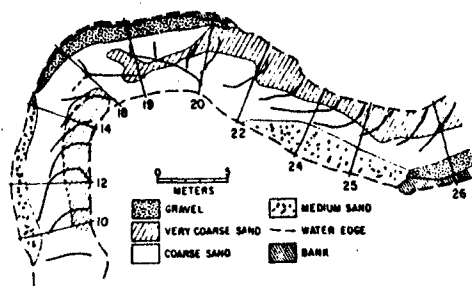 18
19
20
14
22
24
25
26
12
10
0 5
METERS
GRAVEL
VERY COARSE SAND
COARSE SAND
MEDIUM SAND
WATER EDGE
BANK